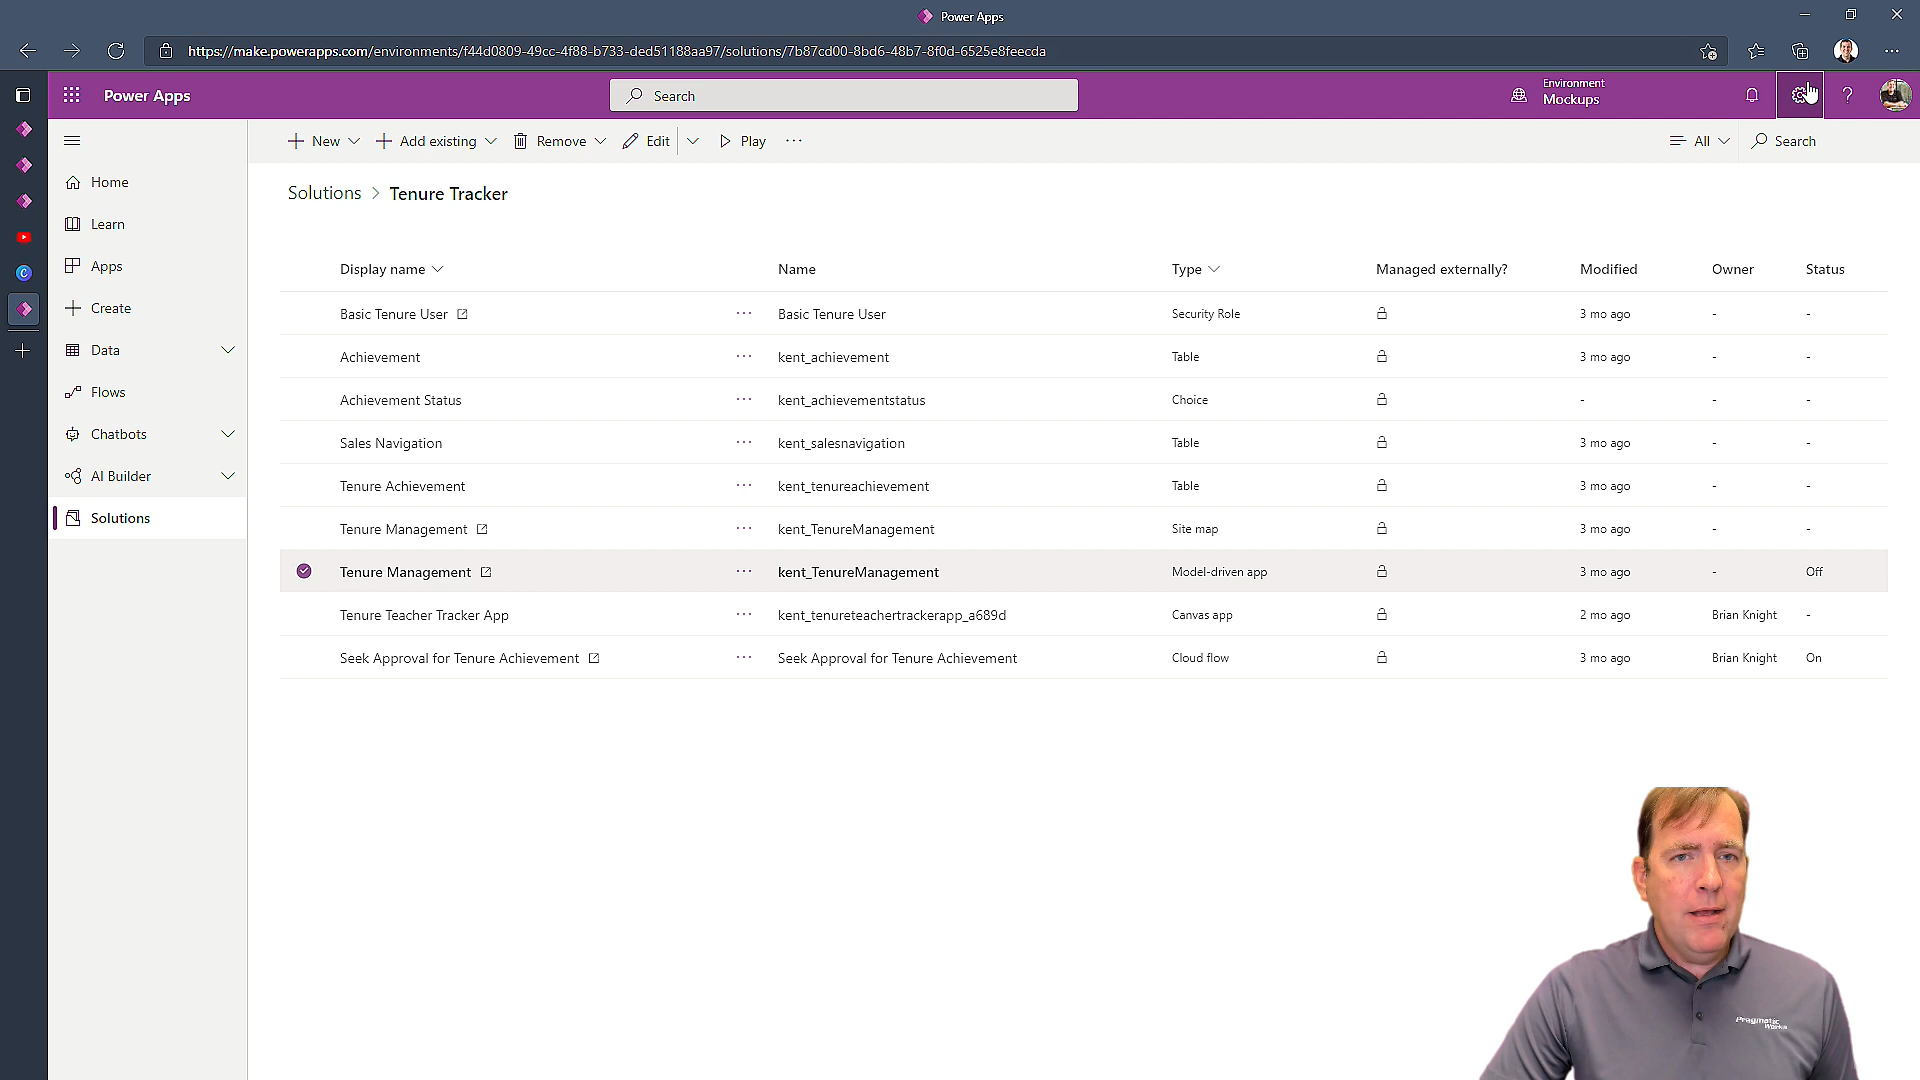 Power Apps
https://make.powerapps.com/environments/f44d0809-49cc-4f88-b733-ded51188aa97/solutions/7b87cd00-8bd6-48b7-8f0d-6525e8feecda
Power Apps
Search
Environment
Mockups
?
New
Add existing
Remove
Edit
Play
All
Search
Home
Learn
Apps
Create
Data
Flows
Chatbots
AI Builder
Solutions
Solutions > Tenure Tracker
Display name Name Type Managed externally? Modified Owner Status
Basic Tenure User Basic Tenure User Security Role 3 mo ago - -
Achievement kent_achievement Table 3 mo ago - -
Achievement Status kent_achievementstatus Choice - - -
Sales Navigation kent_salesnavigation Table 3 mo ago - -
Tenure Achievement kent_tenureachievement Table 3 mo ago - -
Tenure Management kent_TenureManagement Site map 3 mo ago - -
Tenure Management kent_TenureManagement Model-driven app 3 mo ago - Off
Tenure Teacher Tracker App kent_tenureteachertrackerapp_a689d Canvas app 2 mo ago Brian Knight -
Seek Approval for Tenure Achievement Seek Approval for Tenure Achievement Cloud flow 3 mo ago Brian Knight On
Pragmatic
Works